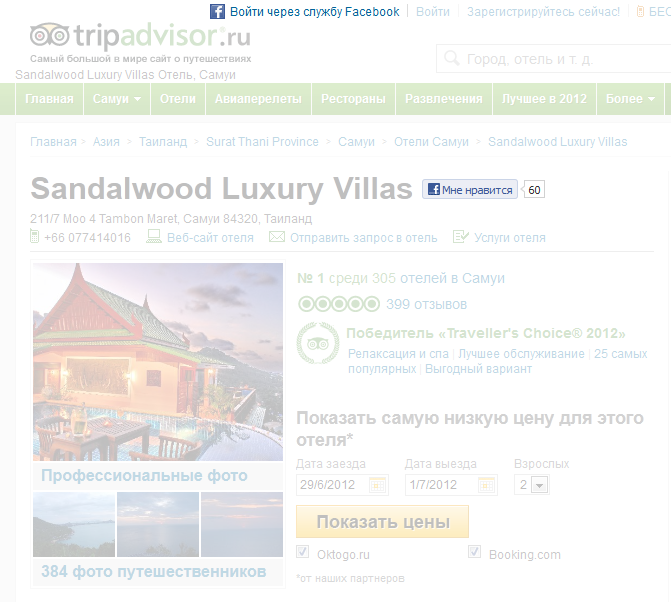 Войти через службу Facebook | Войти | Зарегистрируйтесь сейчас! | БЕС
tripadvisor.ru
Самый большой в мире сайт о путешествиях
Sandalwood Luxury Villas Отель, Самуи
Город, отель и т. д.
Главная Самуи Отели Авиаперелеты Рестораны Развлечения Лучшее в 2012 Более
Главная > Азия > Таиланд > Surat Thani Province > Самуи > Отели Самуи > Sandalwood Luxury Villas
Sandalwood Luxury Villas Мне нравится 60
211/7 Moo 4 Tambon Maret, Самуи 84320, Таиланд
+66 077414016 Веб-сайт отеля Отправить запрос в отель Услуги отеля
№ 1 среди 305 отелей в Самуи
399 отзывов
Победитель «Traveller's Choice® 2012»
Релаксация и спа | Лучшее обслуживание | 25 самых
популярных | Выгодный вариант
Показать самую низкую цену для этого
отеля*
Дата заезда Дата выезда Взрослых
29/6/2012 1/7/2012 2
Показать цены
Oktogo.ru Booking.com
*от наших партнеров
Профессиональные фото
384 фото путешественников